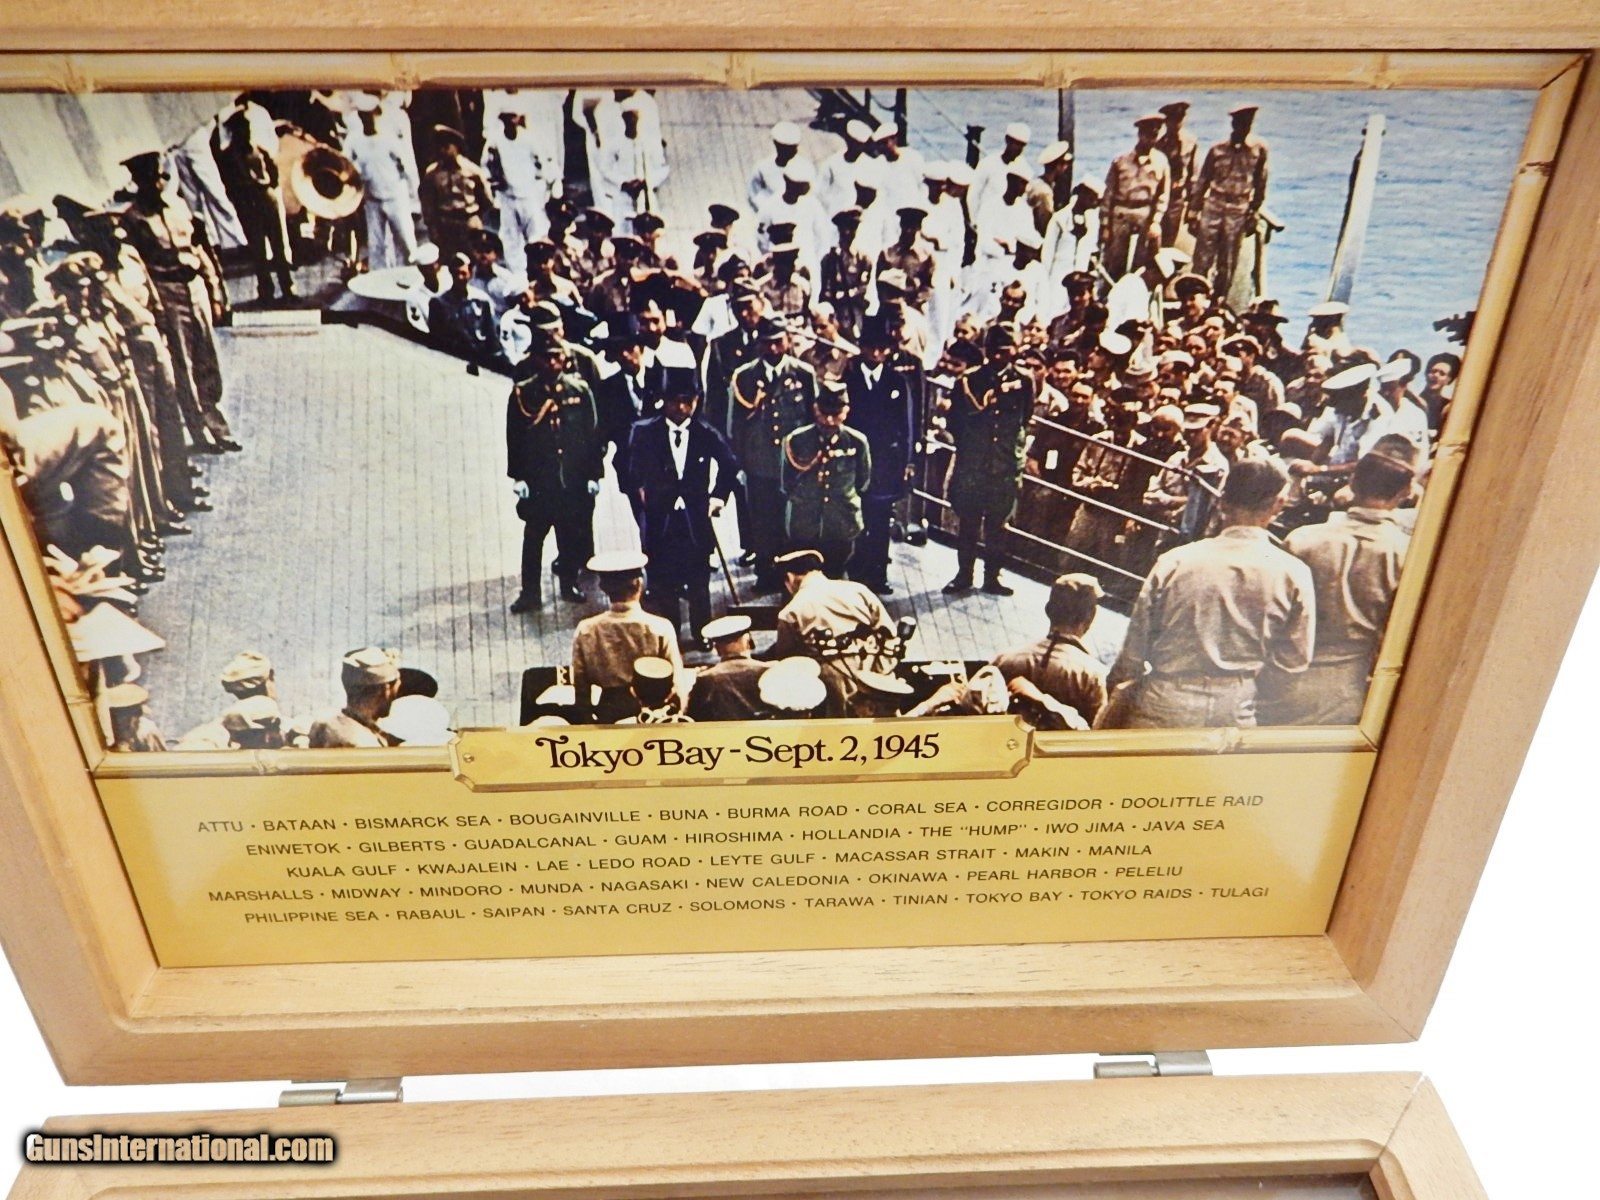 Tokyo Bay - Sept. 2, 1945
ATTU · BATAAN · BISMARCK SEA · BOUGAINVILLE · BUNA · BURMA ROAD · CORAL SEA · CORREGIDOR · DOOLITTLE RAID
ENIWETOK · GILBERTS · GUADALCANAL · GUAM · HIROSHIMA · HOLLANDIA · THE "HUMP" · IWO JIMA · JAVA SEA
KUALA GULF · KWAJALEIN · LAE · LEDO ROAD · LEYTE GULF · MACASSAR STRAIT · MAKIN · MANILA
MARSHALLS · MIDWAY · MINDORO · MUNDA · NAGASAKI · NEW CALEDONIA · OKINAWA · PEARL HARBOR · PELELIU
PHILIPPINE SEA · RABAUL · SAIPAN · SANTA CRUZ · SOLOMONS · TARAWA · TINIAN · TOKYO BAY · TOKYO RAIDS · TULAGI
GunsInternational.com